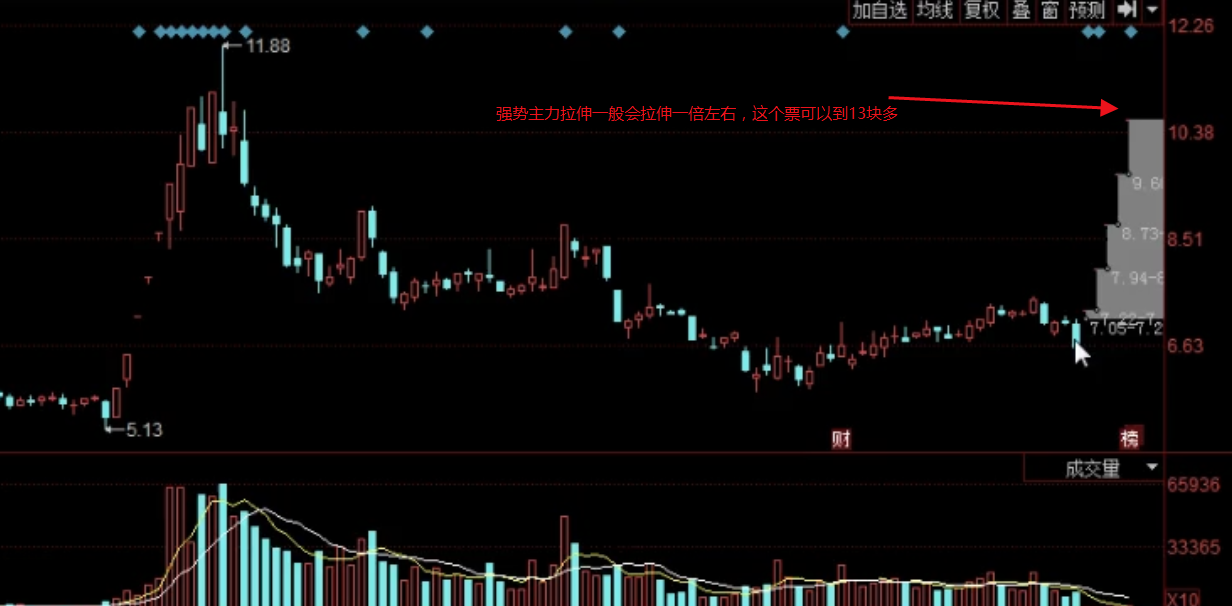 加自选 均线 复权 叠 窗 预测
12.26
11.88
强势主力拉伸一般会拉伸一倍左右，这个票可以到13块多
10.38
9.60
8.73
8.51
7.94-8
7.22-7
7.05-7.2
6.63
5.13
财
榜
成交量
65936
33365
X10